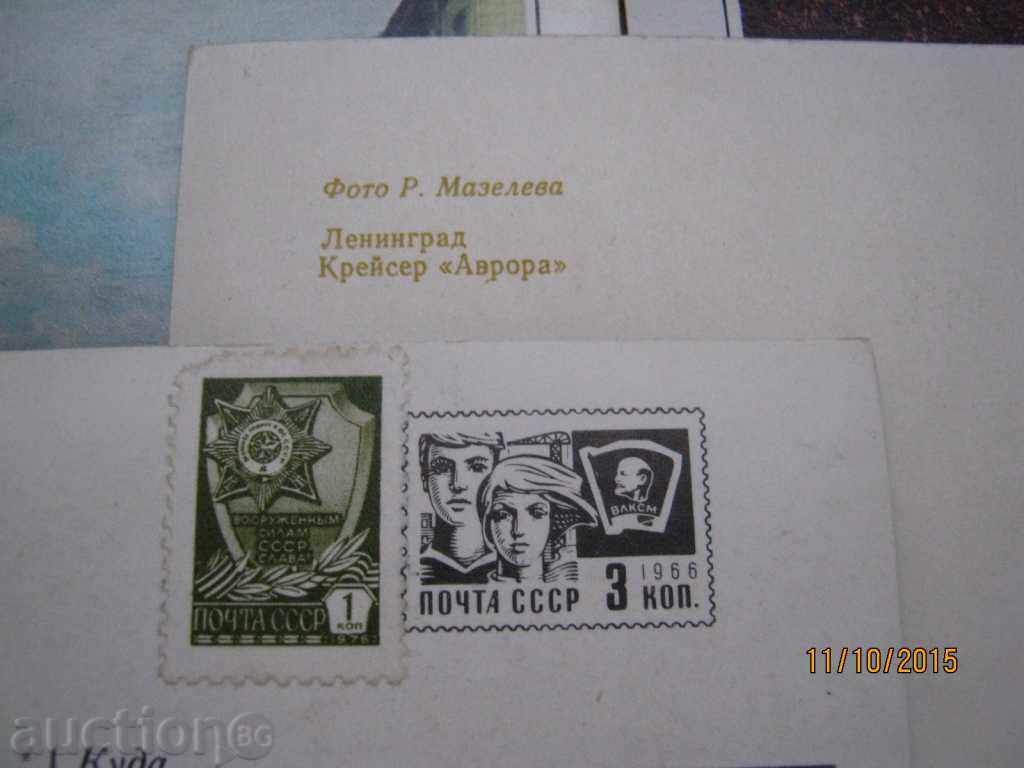 Фото Р. Мазелева
Ленинград
Крейсер «Аврора»
ВООРУЖЕННЫМ
СИЛАМ
СССР
СЛАВА!
ПОЧТА СССР
1
КОП
1976
ВЛКСМ
1966
ПОЧТА СССР 3 КОП.
11/10/2015
auction BG
Куда